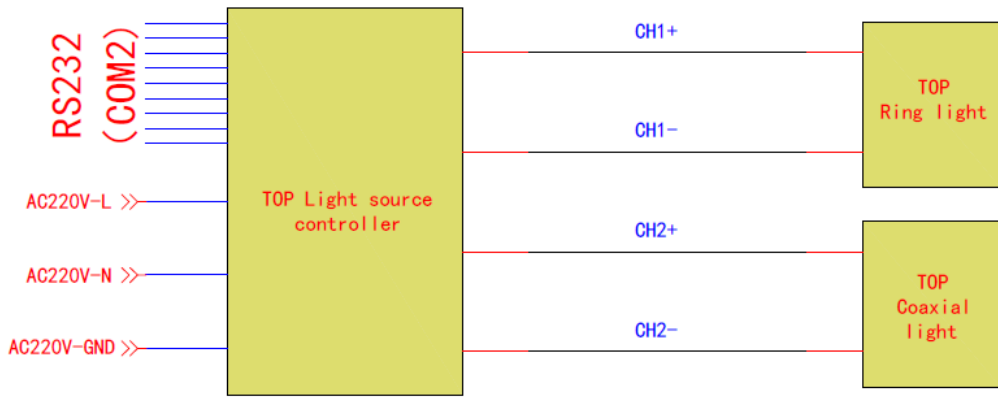 RS232
(COM2)
AC220V-L
AC220V-N
AC220V-GND
TOP Light source
controller
CH1+
CH1-
CH2+
CH2-
TOP
Ring light
TOP
Coaxial
light